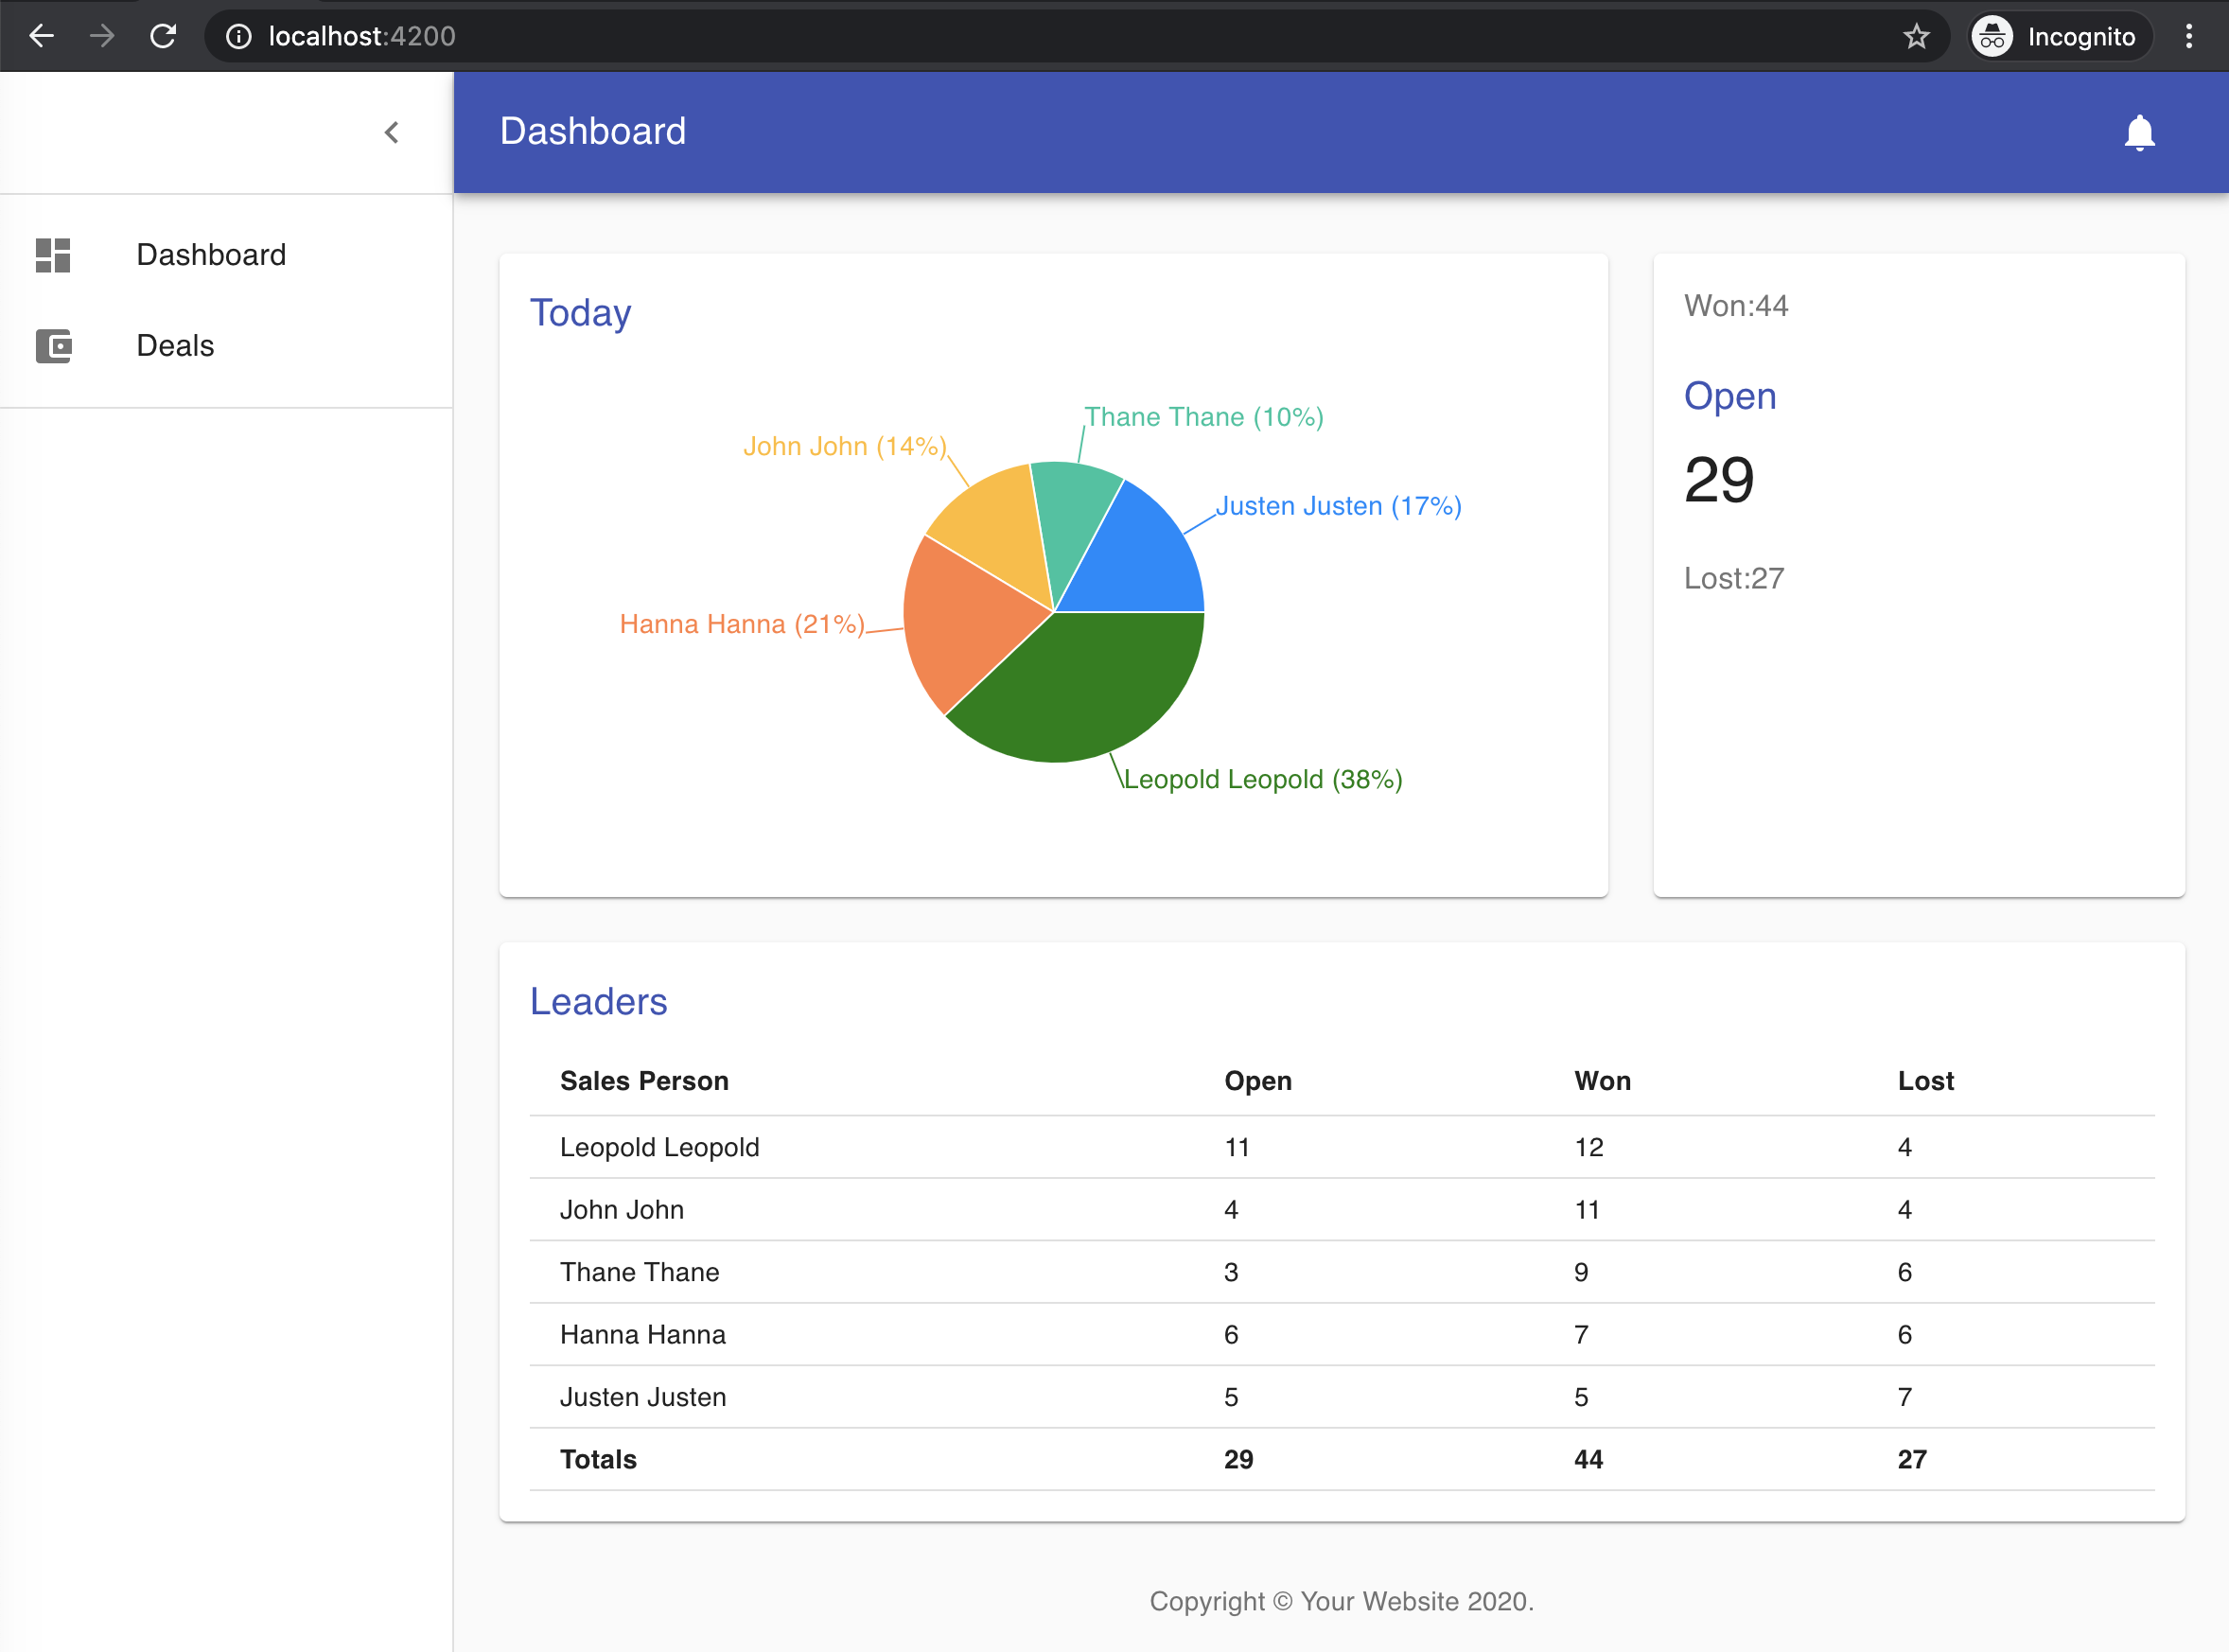 localhost:4200
Incognito
Dashboard
Dashboard
Deals
Today
Thane Thane (10%)
John John (14%)
Justen Justen (17%)
Hanna Hanna (21%)
Leopold Leopold (38%)
Won:44
Open
29
Lost:27
Leaders
Sales Person Open Won Lost
Leopold Leopold 11 12 4
John John 4 11 4
Thane Thane 3 9 6
Hanna Hanna 6 7 6
Justen Justen 5 5 7
Totals 29 44 27
Copyright © Your Website 2020.